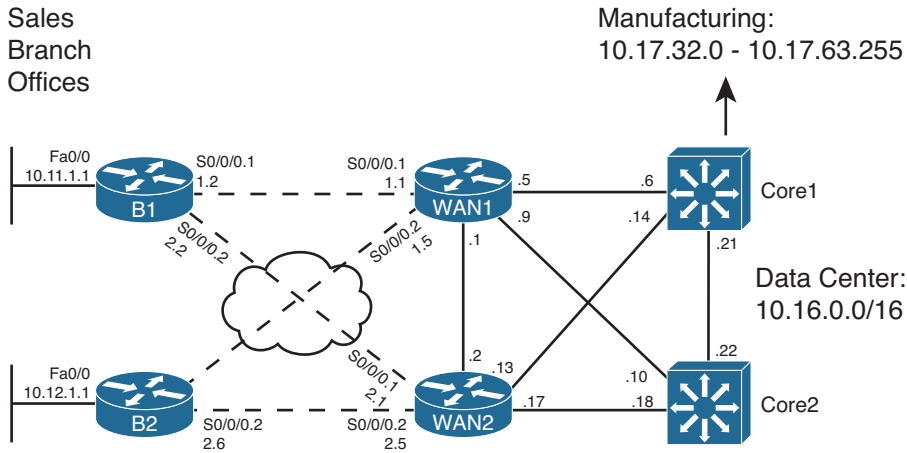 Sales
Branch
Offices
Manufacturing:
10.17.32.0 - 10.17.63.255
Fa0/0
10.11.1.1
B1
S0/0/0.1
1.2
S0/0/0.1
1.1
WAN1
.5
.6
Core1
S0/0/0.2
2.2
S0/0/0.2
1.5
.9
.14
.1
.21
Data Center:
10.16.0.0/16
Fa0/0
10.12.1.1
B2
S0/0/0.1
2.1
.2
.13
.10
.22
S0/0/0.2
2.6
S0/0/0.2
2.5
WAN2
.17
.18
Core2